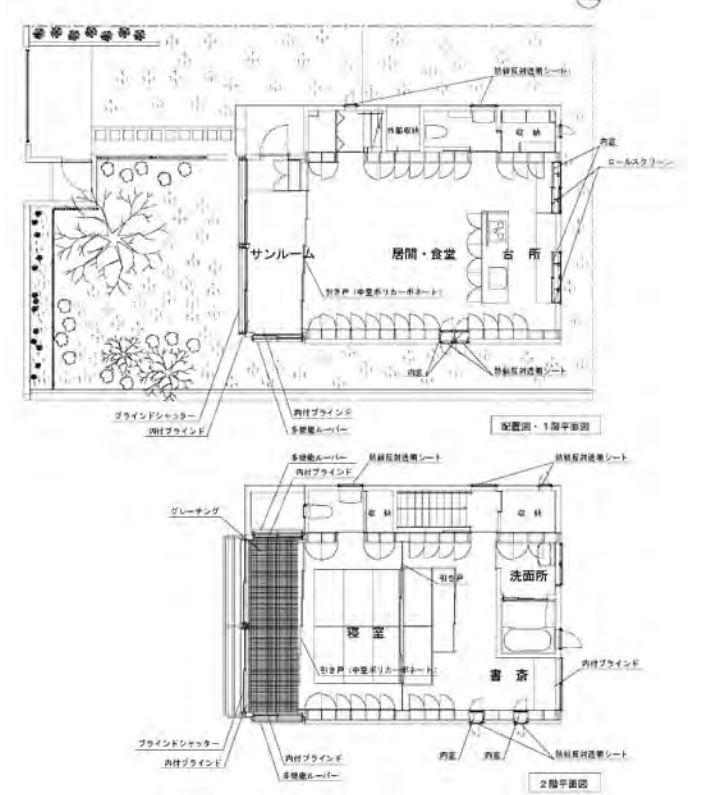 熱線反射透明シート
外部収納
収納
内窓
ロールスクリーン
サンルーム
居間・食堂
台所
引き戸(中空ポリカーボネート)
内窓
熱線反射透明シート
ブラインドシャッター
内付ブラインド
内付ブラインド
多機能ルーバー
配置図・1階平面図
多機能ルーバー
内付ブラインド
熱線反射透明シート
熱線反射透明シート
グレーチング
収納
収納
引き戸
洗面所
寝室
引き戸(中空ポリカーボネート)
書斎
内付ブラインド
ブラインドシャッター
内付ブラインド
内付ブラインド
多機能ルーバー
内窓
内窓
熱線反射透明シート
2階平面図